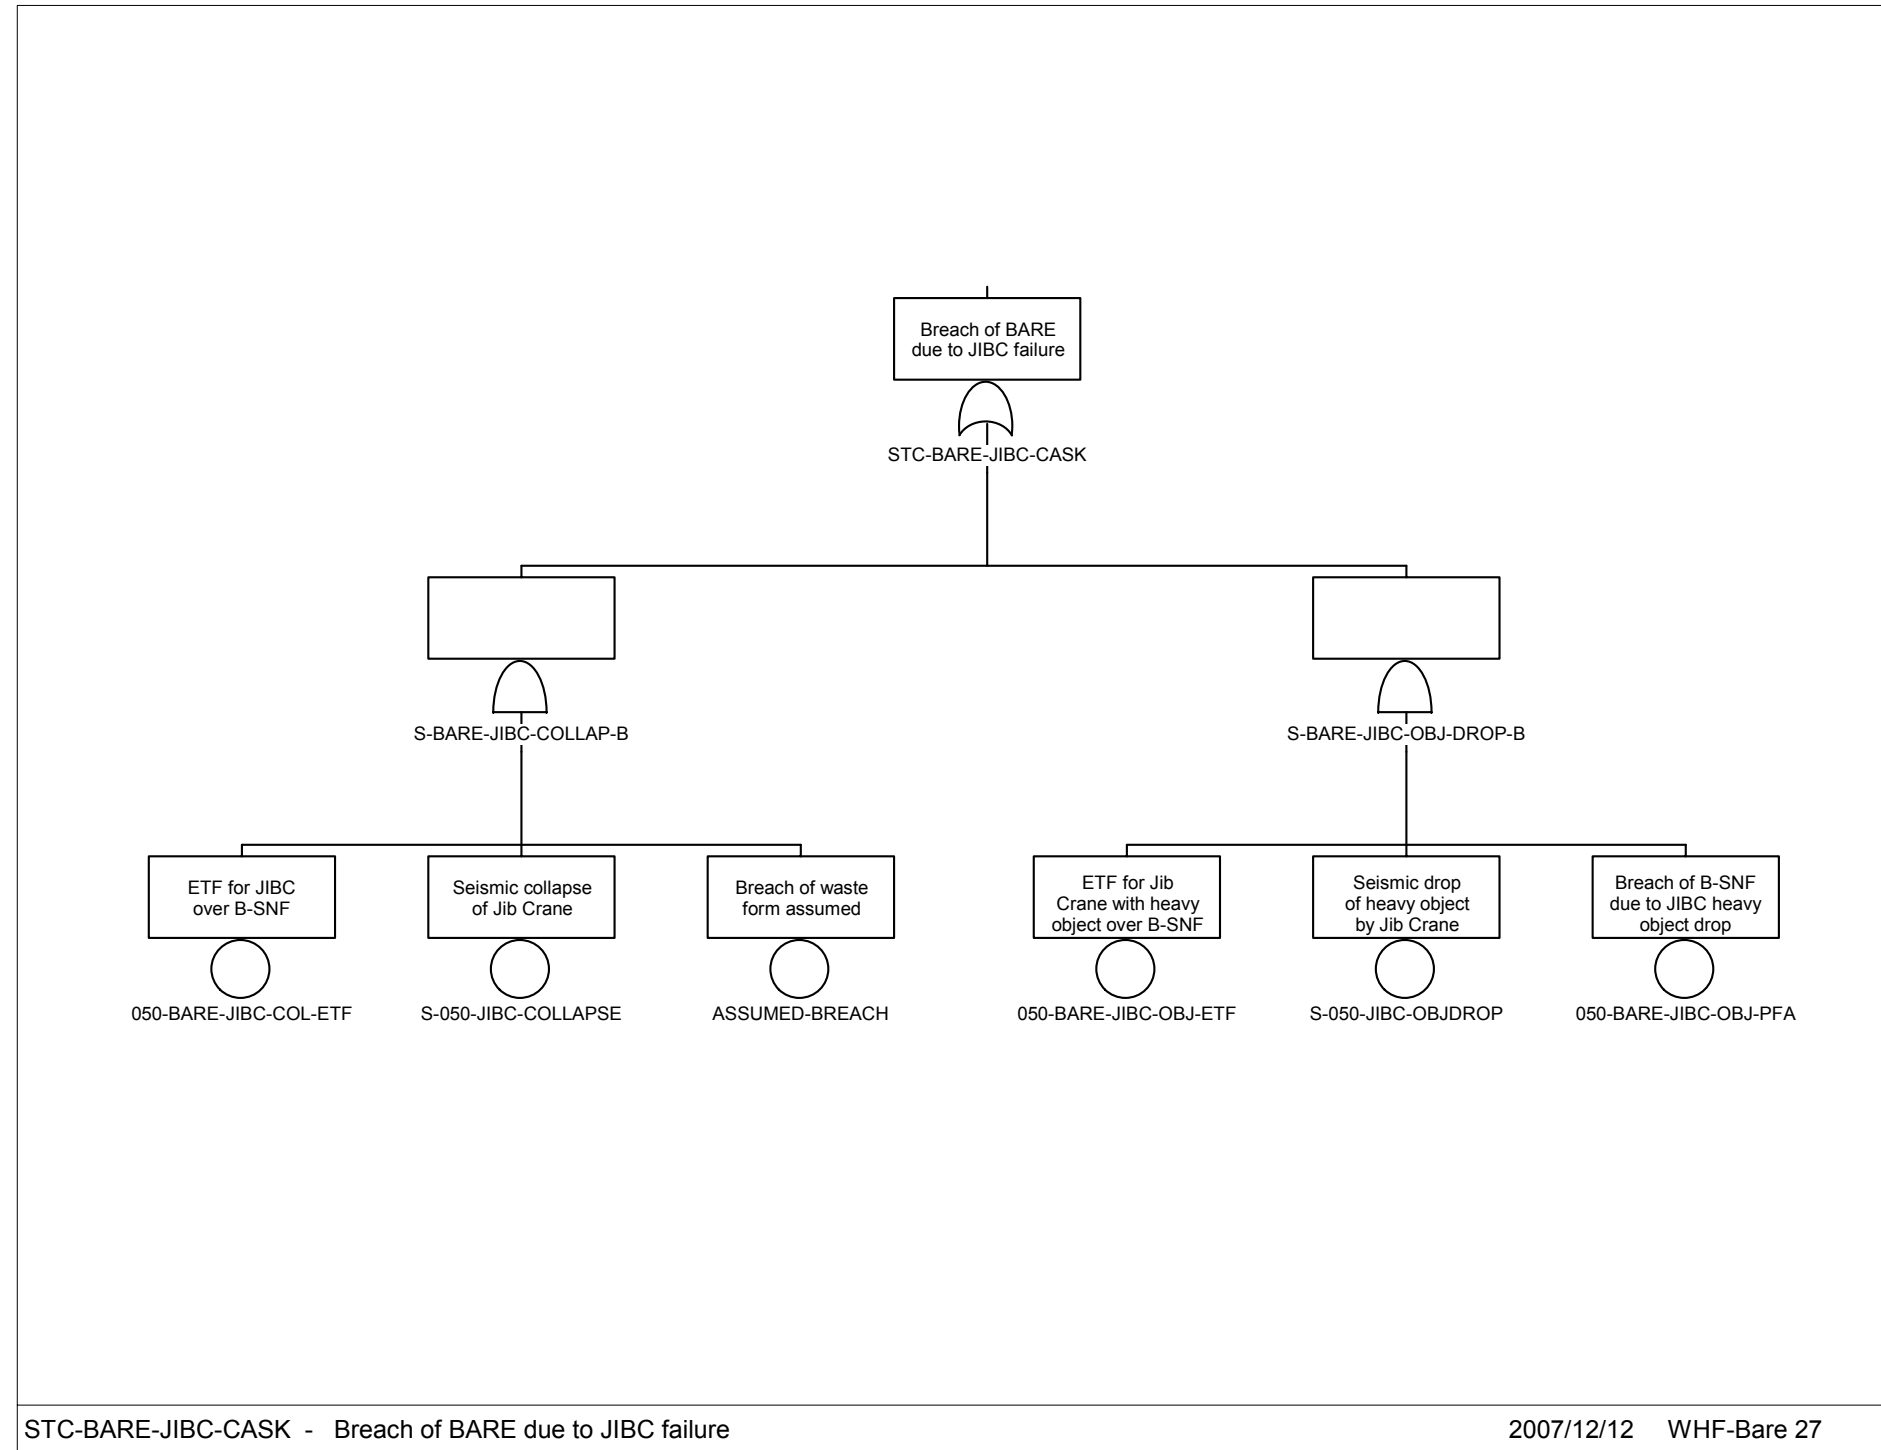 Breach of BARE
due to JIBC failure
STC-BARE-JIBC-CASK
S-BARE-JIBC-COLLAP-B
S-BARE-JIBC-OBJ-DROP-B
ETF for JIBC
over B-SNF
050-BARE-JIBC-COL-ETF
Seismic collapse
of Jib Crane
S-050-JIBC-COLLAPSE
Breach of waste
form assumed
ASSUMED-BREACH
ETF for Jib
Crane with heavy
object over B-SNF
050-BARE-JIBC-OBJ-ETF
Seismic drop
of heavy object
by Jib Crane
S-050-JIBC-OBJDROP
Breach of B-SNF
due to JIBC heavy
object drop
050-BARE-JIBC-OBJ-PFA
STC-BARE-JIBC-CASK - Breach of BARE due to JIBC failure
2007/12/12 WHF-Bare 27